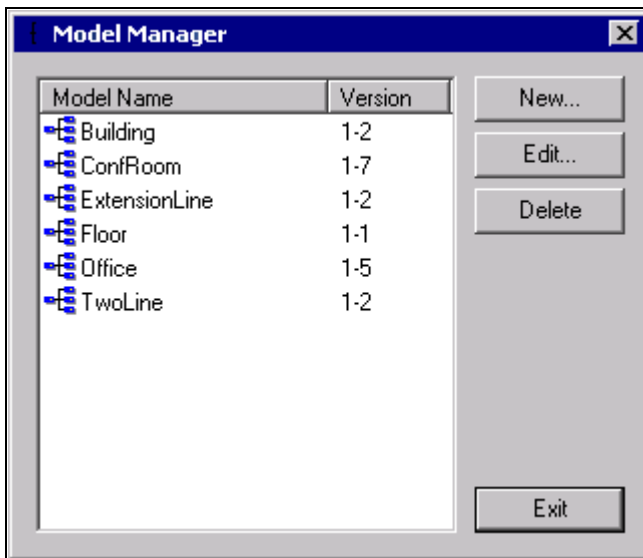 Model Manager
Model Name Version
Building 1-2
ConfRoom 1-7
ExtensionLine 1-2
Floor 1-1
Office 1-5
TwoLine 1-2
New...
Edit...
Delete
Exit